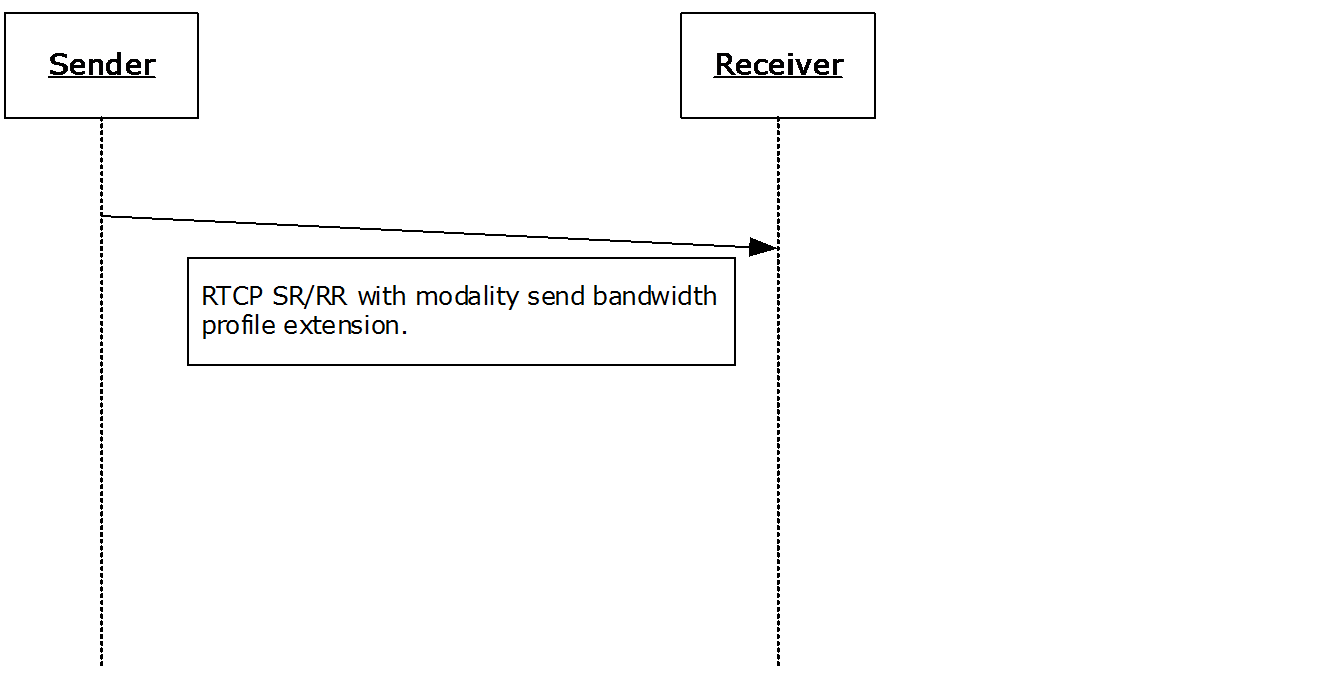 Sender
Receiver
RTCP SR/RR with modality send bandwidth
profile extension.